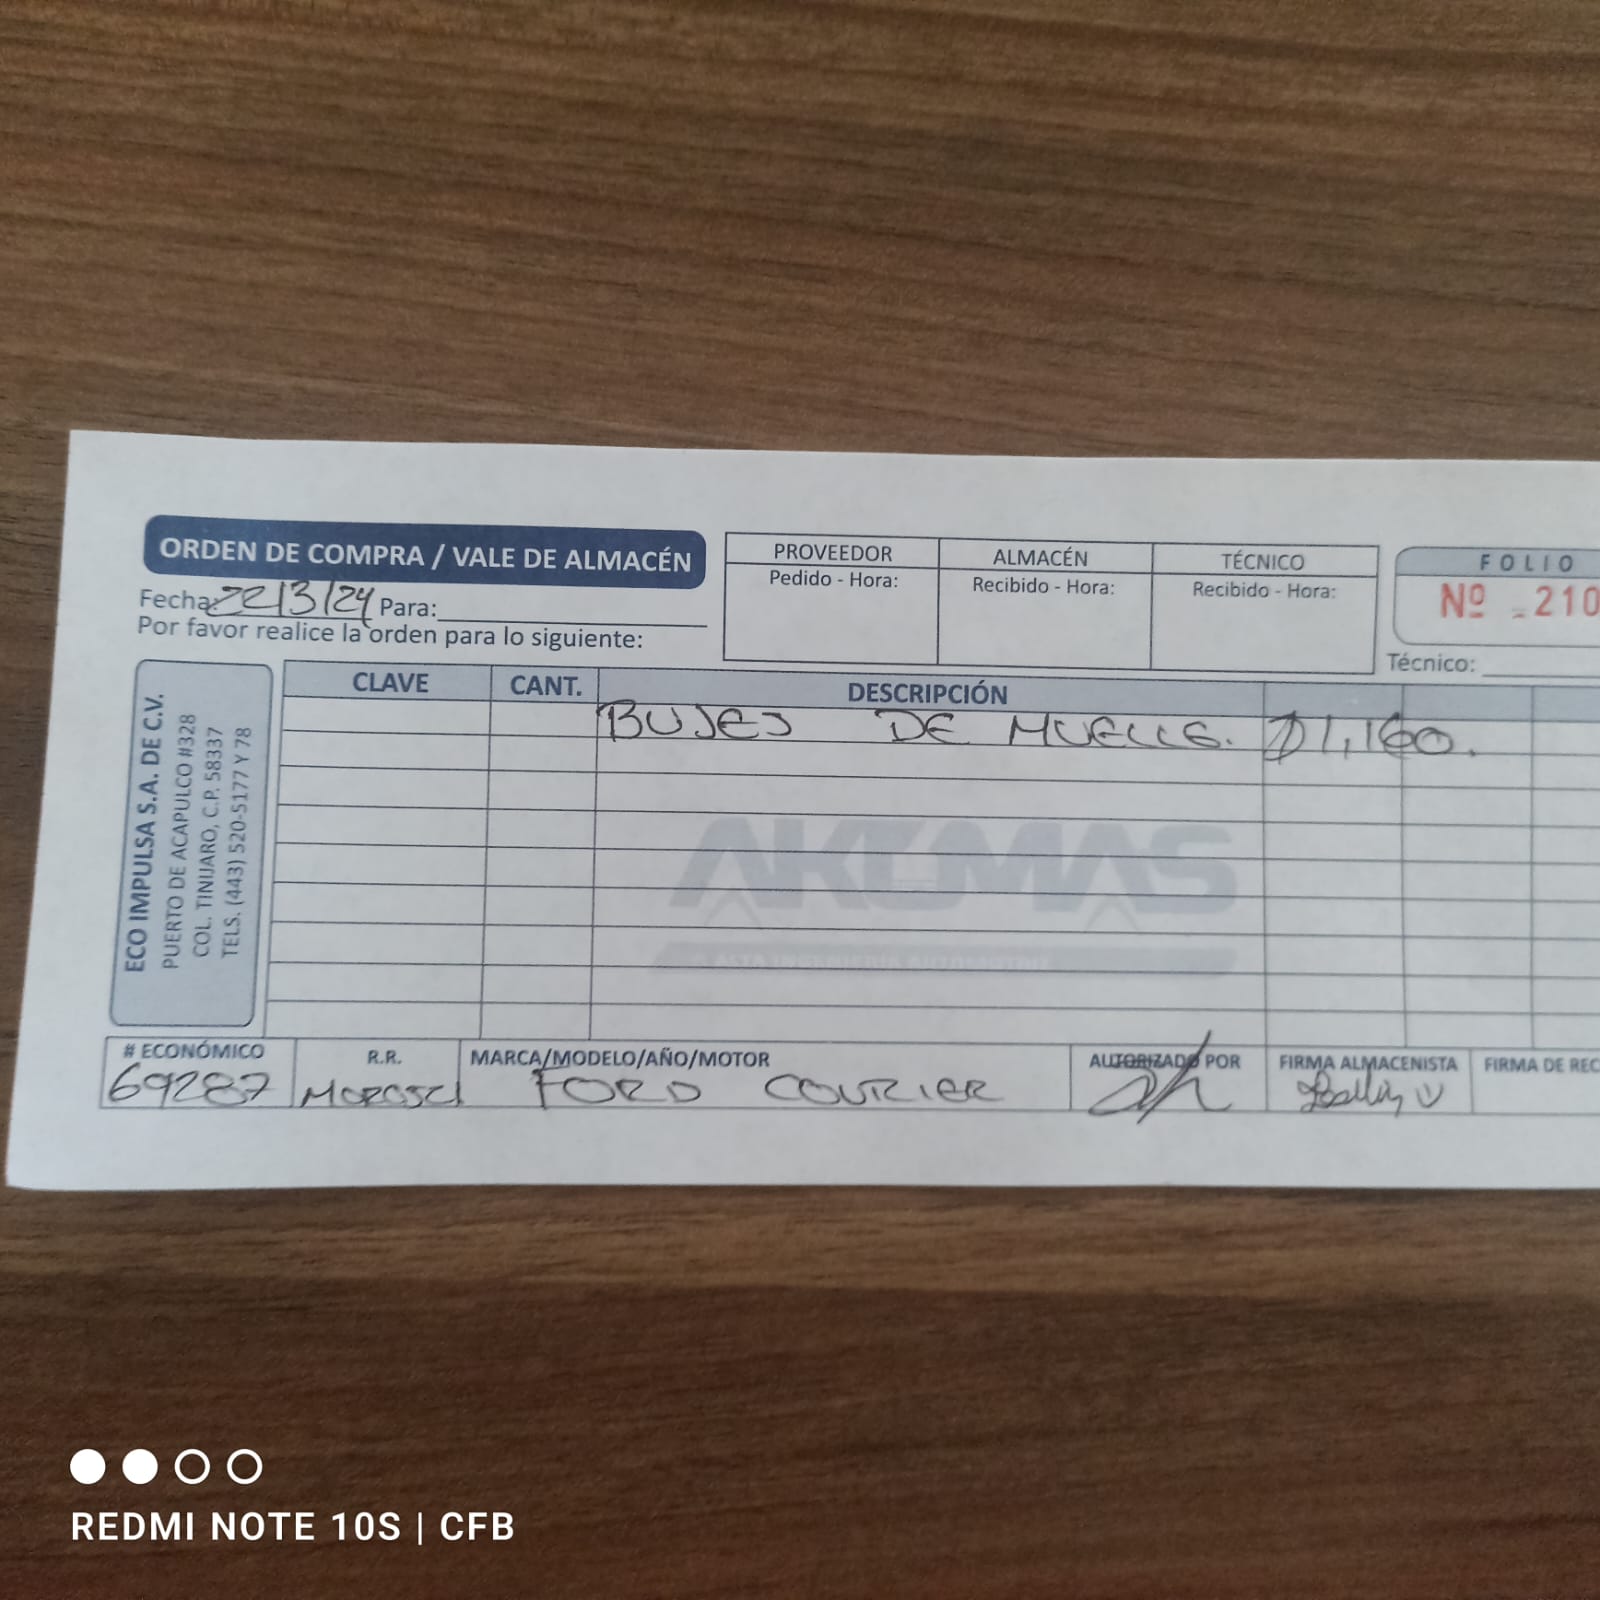 ORDEN DE COMPRA / VALE DE ALMACÉN
Fecha: 22/3/24 Para:
Por favor realice la orden para lo siguiente:
PROVEEDOR ALMACÉN TÉCNICO
Pedido - Hora: Recibido - Hora: Recibido - Hora:
FOLIO
Nº 210
Técnico:
ECO IMPULSA S.A. DE C.V.
PUERTO DE ACAPULCO #328
COL. TINIJARO, C.P. 58337
TELS. (443) 520-5177 Y 78
CLAVE CANT. DESCRIPCIÓN
BUJES DE MUELLE. $1,160.
AKUMAS
# ECONÓMICO R.R. MARCA/MODELO/AÑO/MOTOR AUTORIZADO POR FIRMA ALMACENISTA FIRMA DE REC
69287 FORD COURIER
REDMI NOTE 10S | CFB